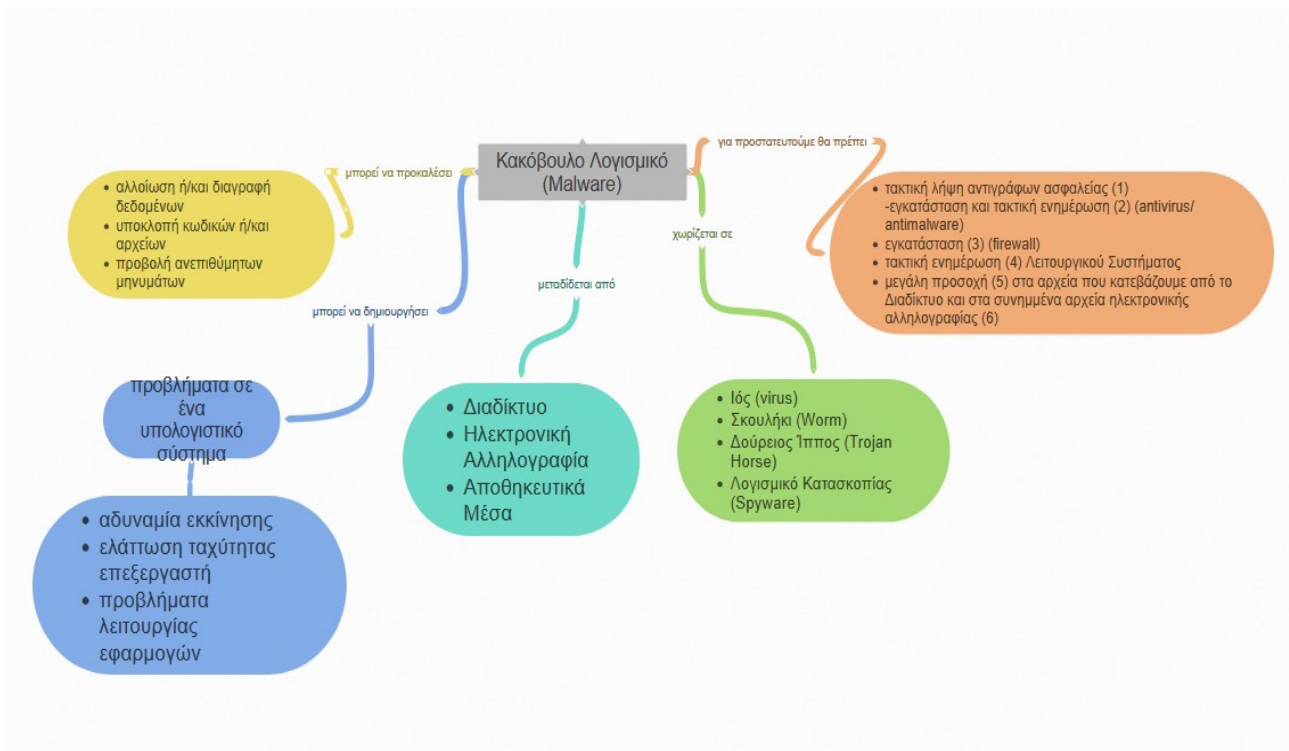 Κακόβουλο Λογισμικό
(Malware)
μπορεί να προκαλέσει
• αλλοίωση ή/και διαγραφή
δεδομένων
• υποκλοπή κωδικών ή/και
αρχείων
• προβολή ανεπιθύμητων
μηνυμάτων
μπορεί να δημιουργήσει
προβλήματα σε
ένα
υπολογιστικό
σύστημα
• αδυναμία εκκίνησης
• ελάττωση ταχύτητας
επεξεργαστή
• προβλήματα
λειτουργίας
εφαρμογών
μεταδίδεται από
• Διαδίκτυο
• Ηλεκτρονική
Αλληλογραφία
• Αποθηκευτικά
Μέσα
χωρίζεται σε
• Ιός (virus)
• Σκουλήκι (Worm)
• Δούρειος Ίππος (Trojan
Horse)
• Λογισμικό Κατασκοπίας
(Spyware)
για προστατευτούμε θα πρέπει
• τακτική λήψη αντιγράφων ασφαλείας (1)
-εγκατάσταση και τακτική ενημέρωση (2) (antivirus/
antimalware)
• εγκατάσταση (3) (firewall)
• τακτική ενημέρωση (4) Λειτουργικού Συστήματος
• μεγάλη προσοχή (5) στα αρχεία που κατεβάζουμε από το
Διαδίκτυο και στα συνημμένα αρχεία ηλεκτρονικής
αλληλογραφίας (6)